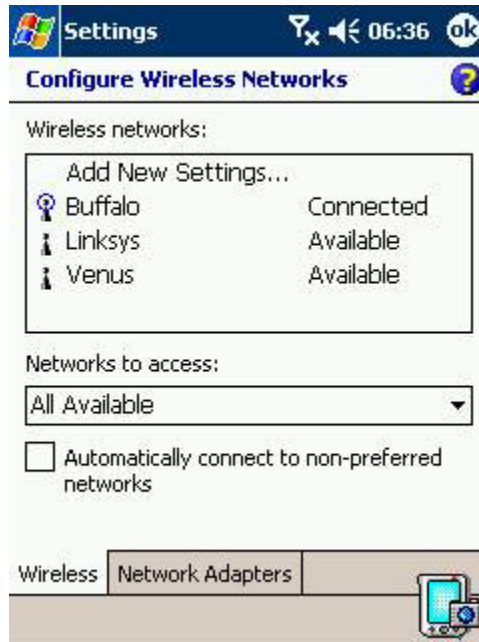 Settings 06:36 ok
Configure Wireless Networks ?
Wireless networks:
Add New Settings...
Buffalo Connected
Linksys Available
Venus Available
Networks to access:
All Available
Automatically connect to non-preferred
networks
Wireless Network Adapters